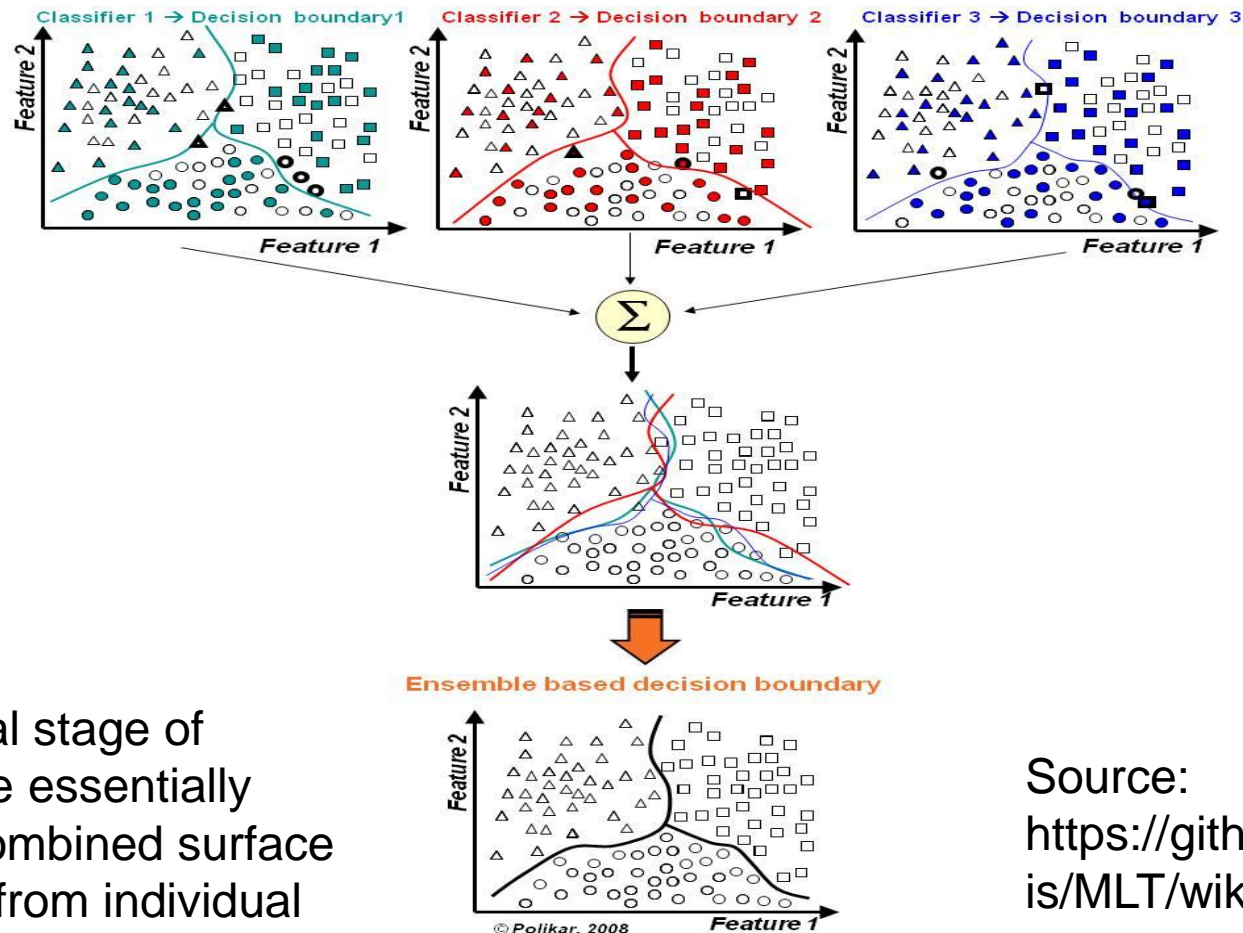 Classifier 1 → Decision boundary1
Classifier 2 → Decision boundary 2
Classifier 3 → Decision boundary 3
Feature 2
Feature 1
Feature 2
Feature 1
Feature 2
Feature 1
Σ
Feature 2
Feature 1
Ensemble based decision boundary
Feature 2
Feature 1
© Polikar, 2008
al stage of
e essentially
ombined surface
from individual
Source:
https://gith
is/MLT/wik